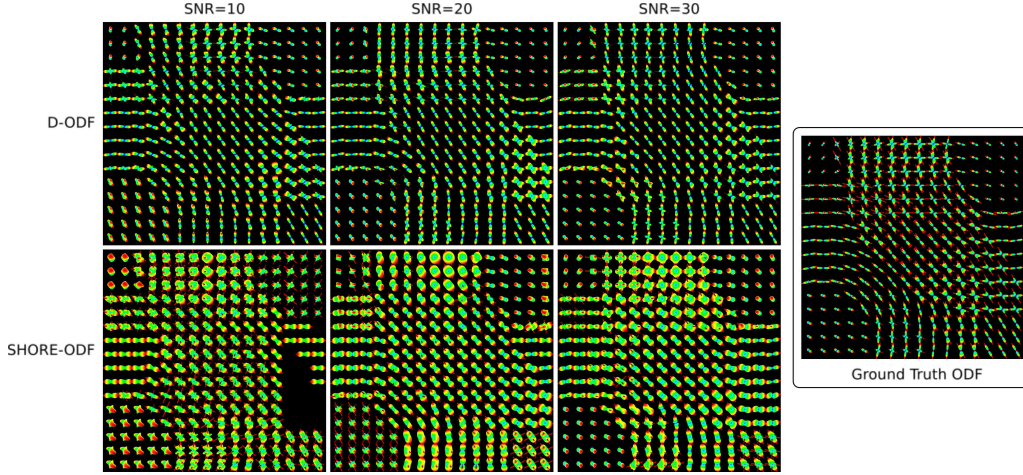 SNR=10
SNR=20
SNR=30
D-ODF
SHORE-ODF
Ground Truth ODF